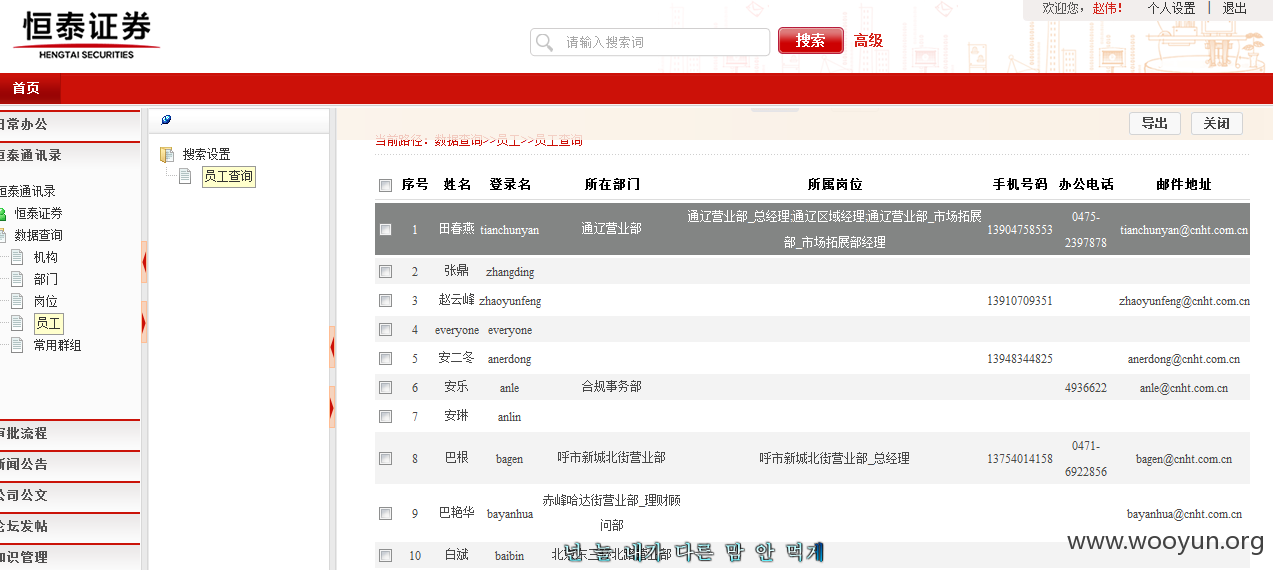 恒泰证券
HENGTAI SECURITIES
欢迎您，赵伟！ 个人设置 | 退出
请输入搜索词 搜索 高级
首页
日常办公
恒泰通讯录
恒泰通讯录
恒泰证券
数据查询
机构
部门
岗位
员工
常用群组
审批流程
新闻公告
公司公文
论坛发帖
知识管理
搜索设置
员工查询
导出 关闭
当前路径：数据查询>>员工>>员工查询
序号 姓名 登录名 所在部门 所属岗位 手机号码 办公电话 邮件地址
1 田春燕 tianchunyan 通辽营业部 通辽营业部_总经理;通辽区域经理;通辽营业部_市场拓展部_市场拓展部经理 13904758553 0475-2397878 tianchunyan@cnht.com.cn
2 张鼎 zhangding
3 赵云峰 zhaoyunfeng 13910709351 zhaoyunfeng@cnht.com.cn
4 everyone everyone
5 安二冬 anerdong 13948344825 anerdong@cnht.com.cn
6 安乐 anle 合规事务部 4936622 anle@cnht.com.cn
7 安琳 anlin
8 巴根 bagen 呼市新城北街营业部 呼市新城北街营业部_总经理 13754014158 0471-6922856 bagen@cnht.com.cn
9 巴艳华 bayanhua 赤峰哈达街营业部_理财顾问部 bayanhua@cnht.com.cn
10 白斌 baibin baibin@cnht.com.cn
넌 늘 내가 다른 맘 안 먹게
www.wooyun.org